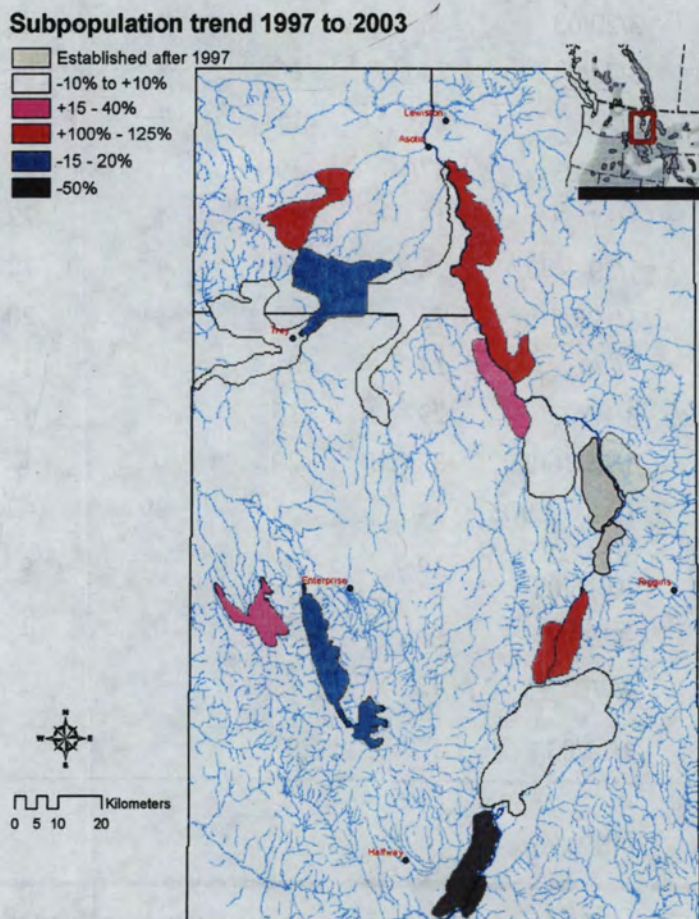 Subpopulation trend 1997 to 2003
Established after 1997
-10% to +10%
+15 - 40%
+100% - 125%
-15 - 20%
-50%
Lewiston
Asotin
Troy
Enterprise
Riggins
Halfway
N
W E
S
Kilometers
0 5 10 20